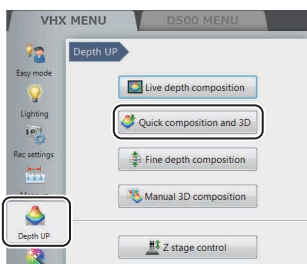 VHX MENU
D500 MENU
Depth UP
Easy mode
Live depth composition
Lighting
Quick composition and 3D
Rec settings
Fine depth composition
Manual 3D composition
Depth UP
Z stage control